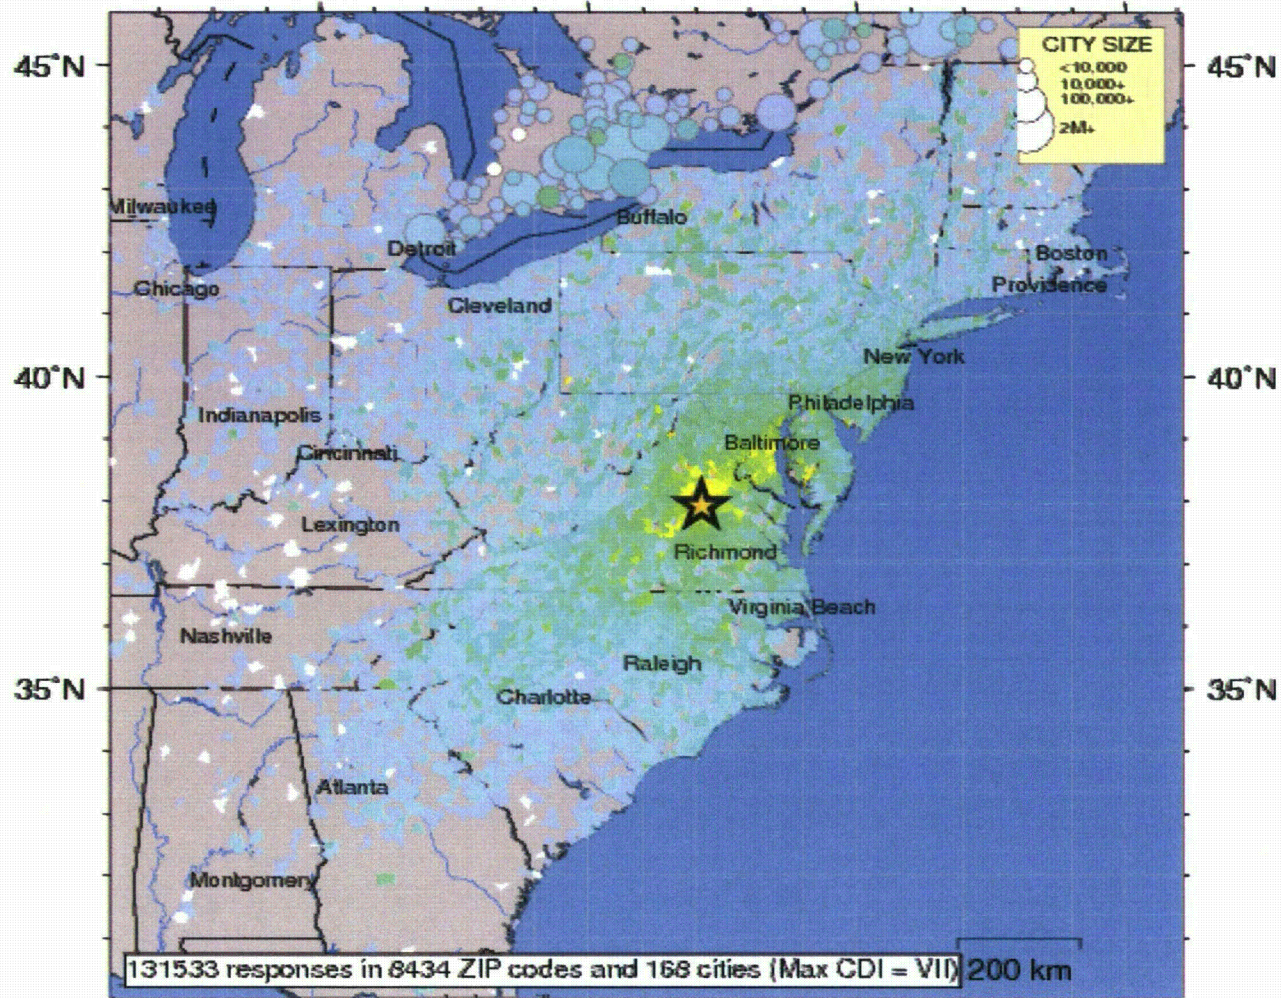 CITY SIZE
<10,000
10,000+
100,000+
2M+
45°N
45°N
Milwaukee
Buffalo
Detroit
Boston
Chicago
Providence
Cleveland
New York
40°N
40°N
Philadelphia
Indianapolis
Baltimore
Cincinnati
Lexington
Richmond
Virginia Beach
Nashville
Raleigh
35°N
35°N
Charlotte
Atlanta
Montgomery
131533 responses in 8434 ZIP codes and 168 cities (Max CDI = VII)
200 km